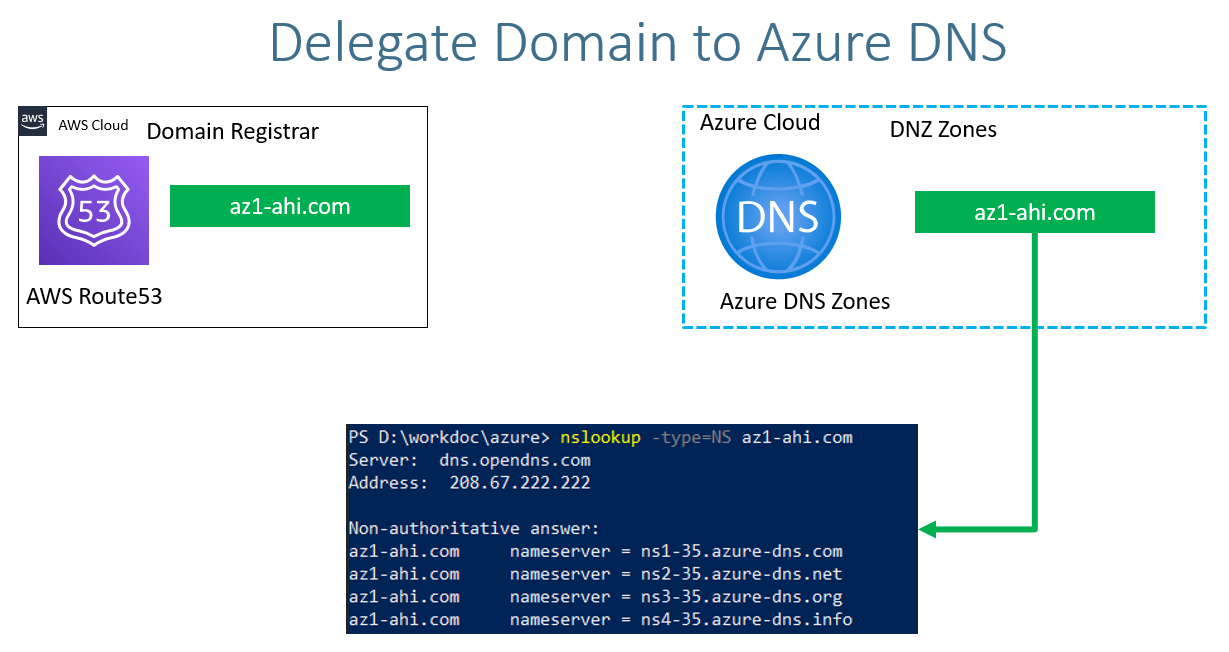 Delegate Domain to Azure DNS
aws
AWS Cloud
Domain Registrar
53
az1-ahi.com
AWS Route53
Azure Cloud
DNZ Zones
DNS
az1-ahi.com
Azure DNS Zones
PS D:\workdoc\azure> nslookup -type=NS az1-ahi.com
Server:  dns.opendns.com
Address:  208.67.222.222
Non-authoritative answer:
az1-ahi.com     nameserver = ns1-35.azure-dns.com
az1-ahi.com     nameserver = ns2-35.azure-dns.net
az1-ahi.com     nameserver = ns3-35.azure-dns.org
az1-ahi.com     nameserver = ns4-35.azure-dns.info